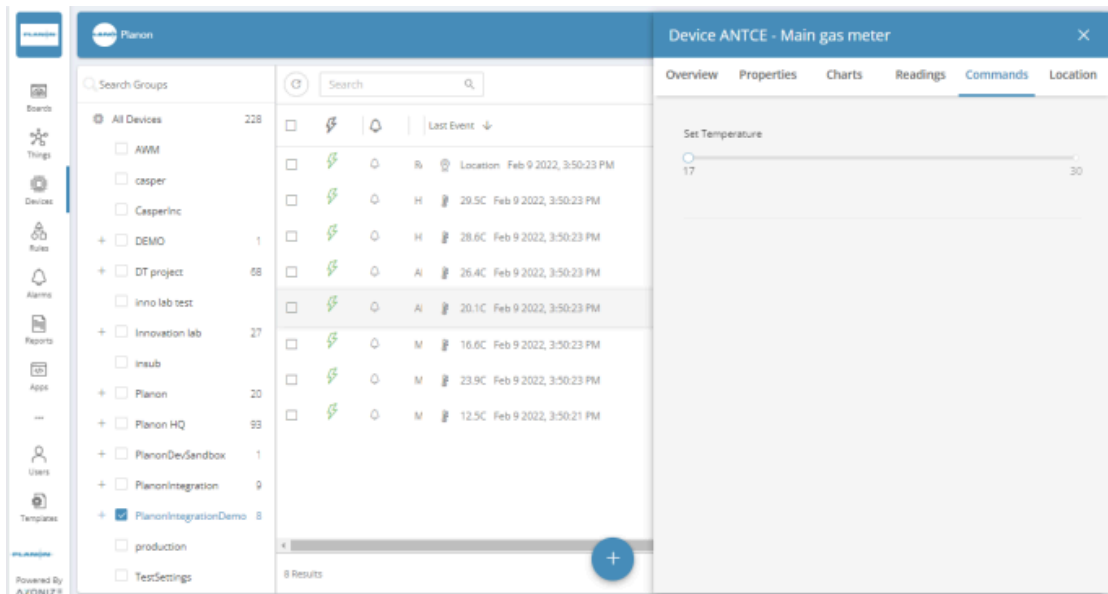 PLANON
Planon
Device ANTCE - Main gas meter
Overview Properties Charts Readings Commands Location
Set Temperature
17 30
Boards
Things
Devices
Rules
Alarms
Reports
Apps
Users
Templates
PLANON
Powered By
AXONIZE
Search Groups
All Devices 228
AWM
casper
CasperInc
DEMO 1
DT project 68
inno lab test
Innovation lab 27
insub
Planon 20
Planon HQ 93
PlanonDevSandbox 1
PlanonIntegration 9
PlanonIntegrationDemo 8
production
TestSettings
Search
Last Event
Location Feb 9 2022, 3:50:23 PM
H 29.5C Feb 9 2022, 3:50:23 PM
H 28.6C Feb 9 2022, 3:50:23 PM
26.4C Feb 9 2022, 3:50:23 PM
20.1C Feb 9 2022, 3:50:23 PM
M 16.6C Feb 9 2022, 3:50:23 PM
M 23.9C Feb 9 2022, 3:50:23 PM
M 12.5C Feb 9 2022, 3:50:21 PM
8 Results